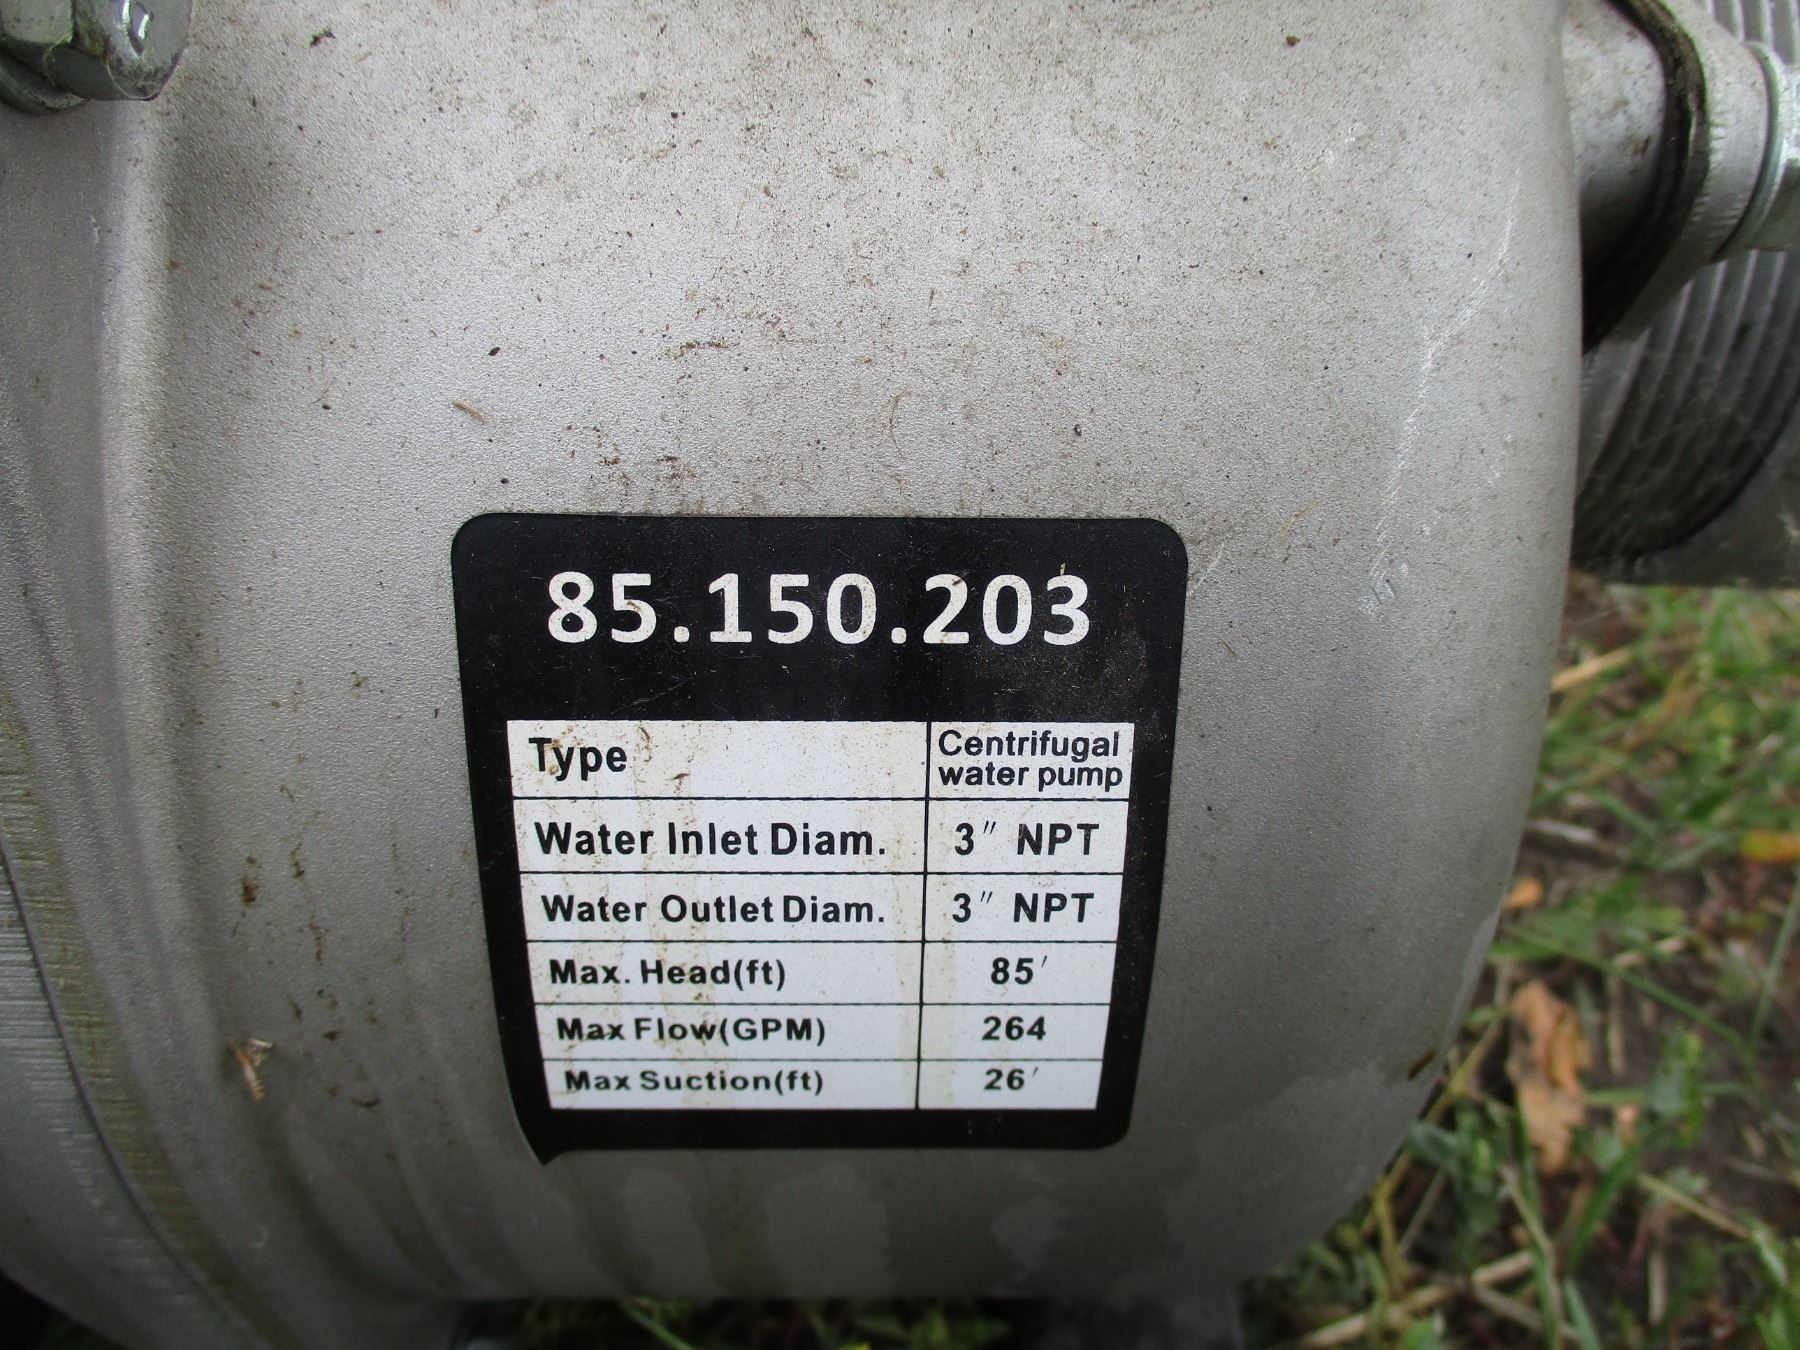 85.150.203
Type Centrifugal water pump
Water Inlet Diam. 3" NPT
Water Outlet Diam. 3" NPT
Max. Head(ft) 85'
Max Flow(GPM) 264
Max Suction(ft) 26'